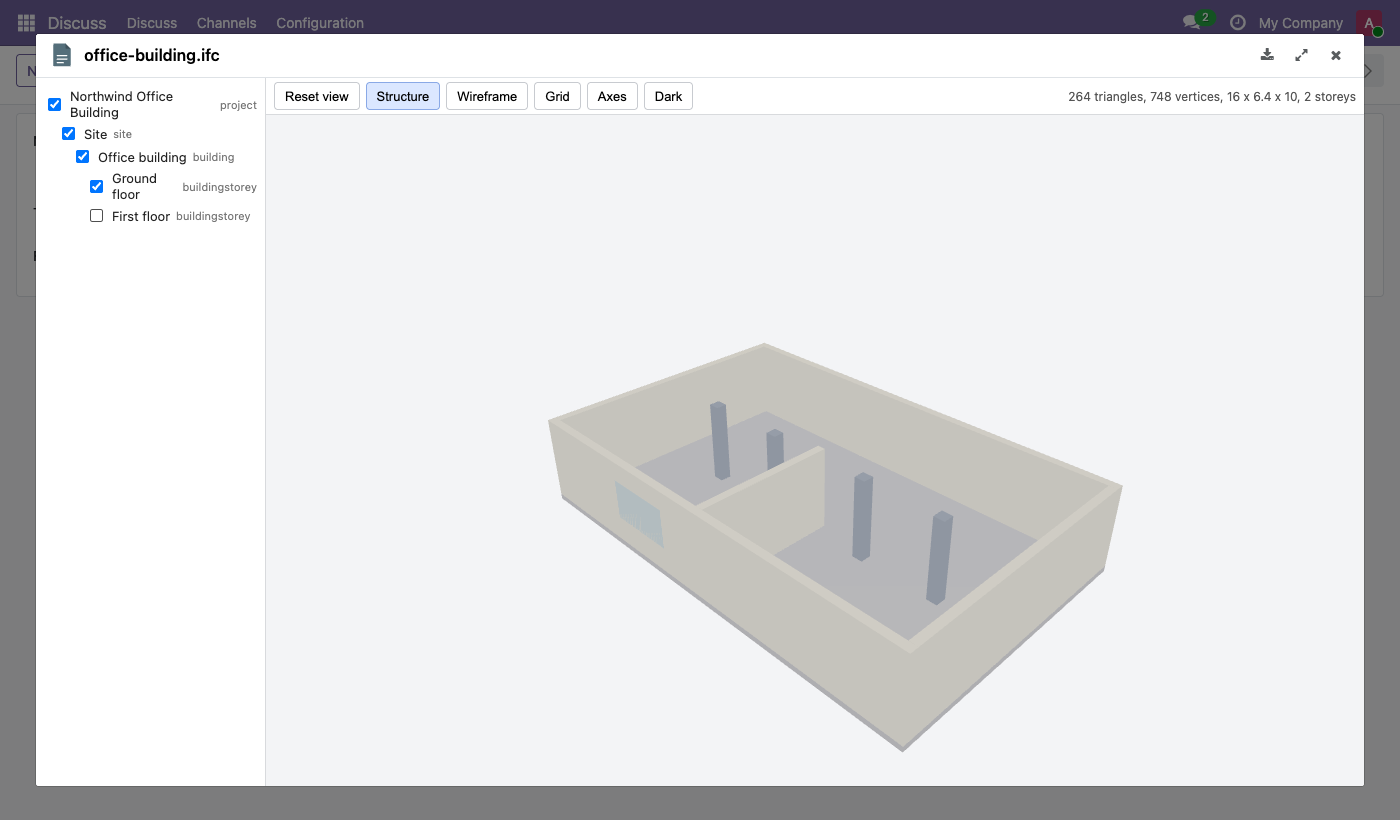 Discuss Discuss Channels Configuration 2 My Company A
office-building.ifc
Northwind Office Building project
Site site
Office building building
Ground floor buildingstorey
First floor buildingstorey
Reset view Structure Wireframe Grid Axes Dark 264 triangles, 748 vertices, 16 x 6.4 x 10, 2 storeys